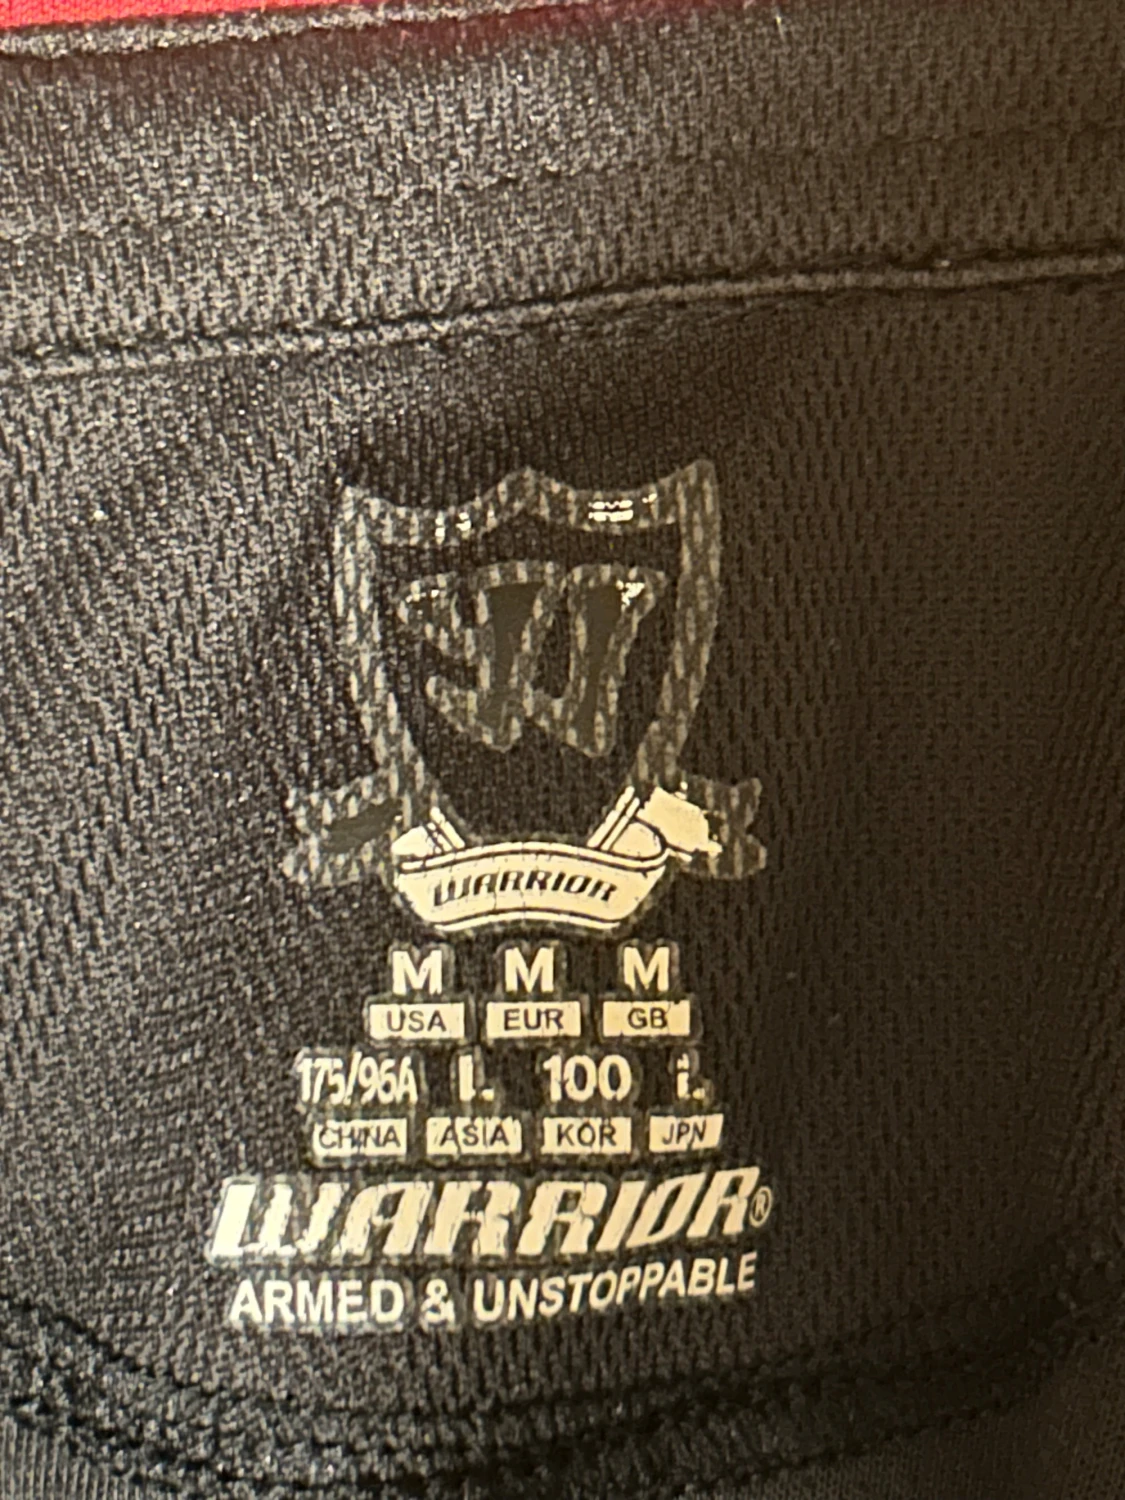 WARRIOR
M M M
USA EUR GB
175/96A L 100 L
CHINA ASIA KOR JPN
WARRIOR®
ARMED & UNSTOPPABLE